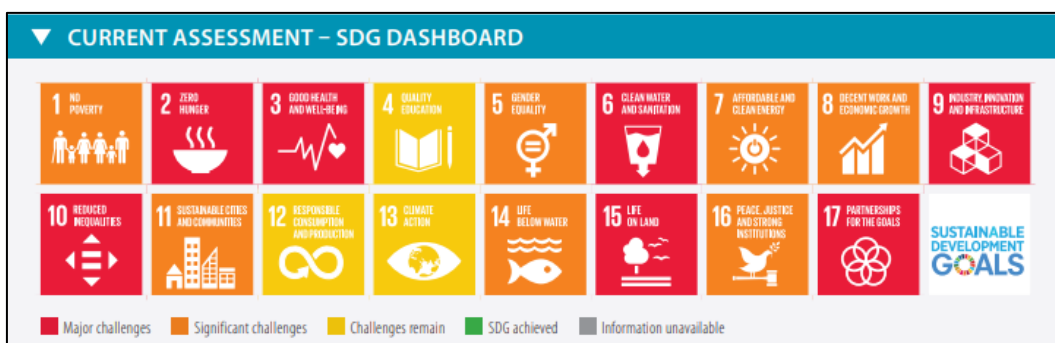 ▼ CURRENT ASSESSMENT – SDG DASHBOARD
1 NO
POVERTY
2 ZERO
HUNGER
3 GOOD HEALTH
AND WELL-BEING
4 QUALITY
EDUCATION
5 GENDER
EQUALITY
6 CLEAN WATER
AND SANITATION
7 AFFORDABLE AND
CLEAN ENERGY
8 DECENT WORK AND
ECONOMIC GROWTH
9 INDUSTRY, INNOVATION
AND INFRASTRUCTURE
10 REDUCED
INEQUALITIES
11 SUSTAINABLE CITIES
AND COMMUNITIES
12 RESPONSIBLE
CONSUMPTION
AND PRODUCTION
13 CLIMATE
ACTION
14 LIFE
BELOW WATER
15 LIFE
ON LAND
16 PEACE, JUSTICE
AND STRONG
INSTITUTIONS
17 PARTNERSHIPS
FOR THE GOALS
SUSTAINABLE
DEVELOPMENT
GOALS
Major challenges Significant challenges Challenges remain SDG achieved Information unavailable